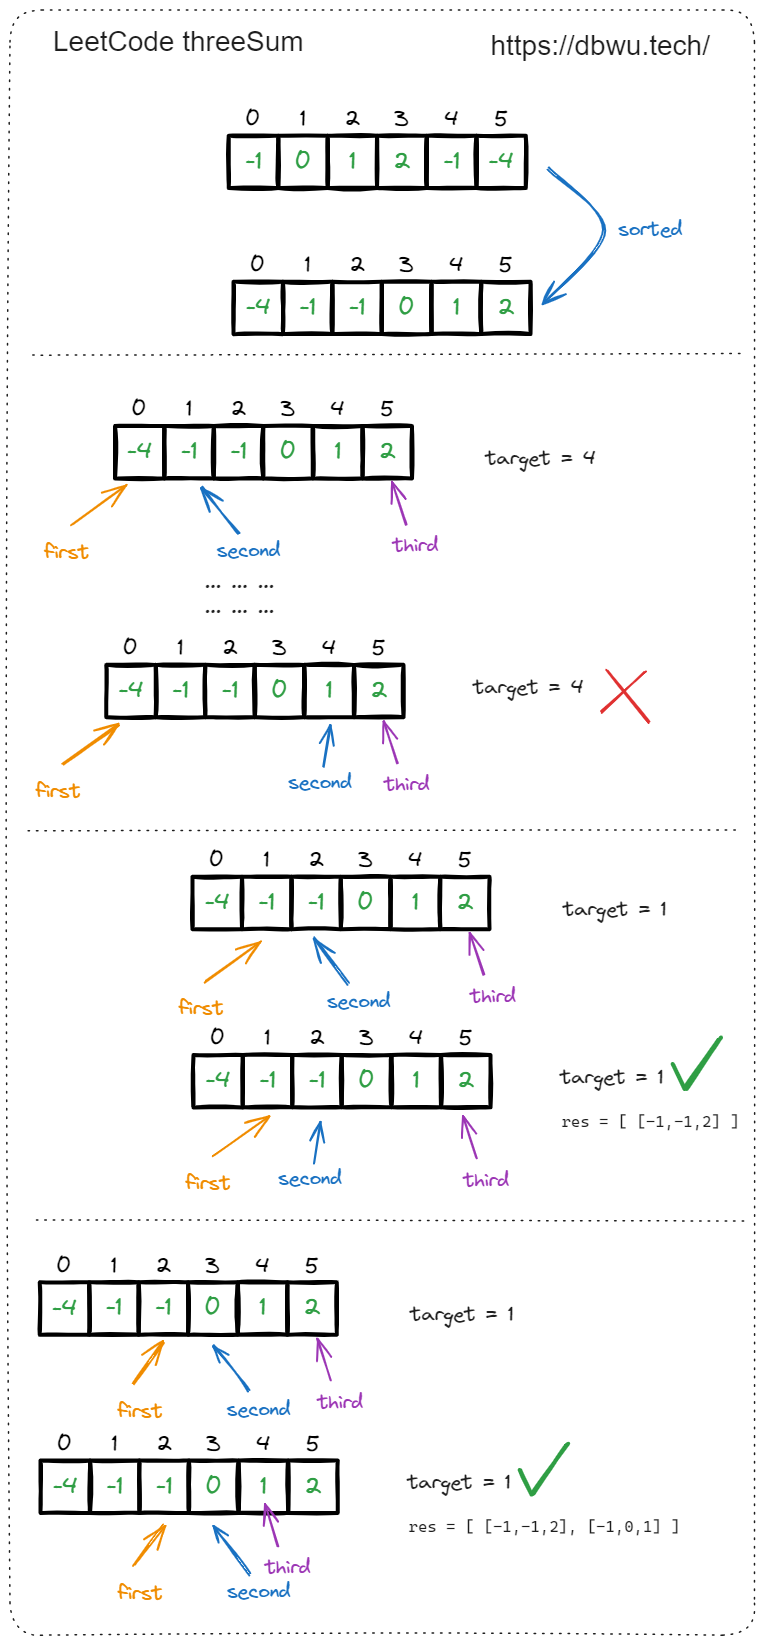 LeetCode threeSum https://dbwu.tech/
0 1 2 3 4 5
-1 0 1 2 -1 -4
sorted
0 1 2 3 4 5
-4 -1 -1 0 1 2
0 1 2 3 4 5
-4 -1 -1 0 1 2
target = 4
first second third
... ... ...
... ... ...
0 1 2 3 4 5
-4 -1 -1 0 1 2
target = 4
first second third
0 1 2 3 4 5
-4 -1 -1 0 1 2
target = 1
first second third
0 1 2 3 4 5
-4 -1 -1 0 1 2
target = 1
res = [ [-1,-1,2] ]
first second third
0 1 2 3 4 5
-4 -1 -1 0 1 2
target = 1
first second third
0 1 2 3 4 5
-4 -1 -1 0 1 2
target = 1
res = [ [-1,-1,2], [-1,0,1] ]
third
first second